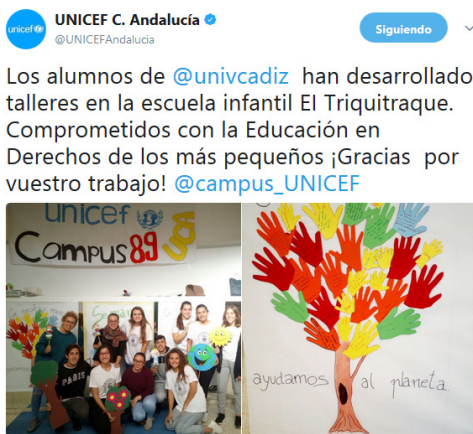 UNICEF C. Andalucía
@UNICEFAndalucia
Siguiendo
unicef
Los alumnos de @univcadiz han desarrollado
talleres en la escuela infantil El Triquitraque.
Comprometidos con la Educación en
Derechos de los más pequeños ¡Gracias por
vuestro trabajo! @campus_UNICEF
unicef
Campus 89
PARIS
ayudamos al planeta.